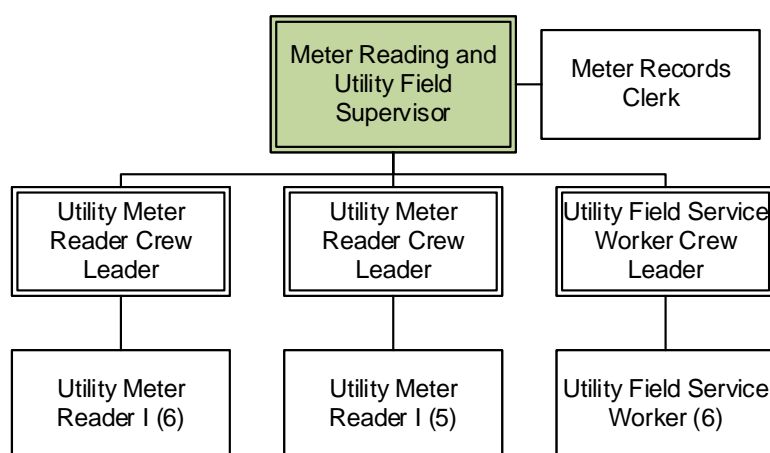 Meter Reading and
Utility Field
Supervisor
Meter Records
Clerk
Utility Meter
Reader Crew
Leader
Utility Meter
Reader Crew
Leader
Utility Field Service
Worker Crew
Leader
Utility Meter
Reader I (6)
Utility Meter
Reader I (5)
Utility Field Service
Worker (6)